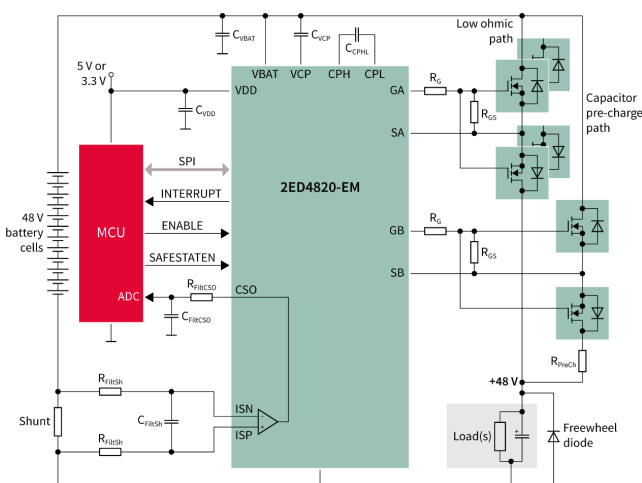 Low ohmic
path
C_VBAT
C_VCP
C_CPHL
5 V or
3.3 V
VBAT VCP CPH CPL
VDD
GA
R_G
C_VDD
R_GS
Capacitor
pre-charge
path
SA
SPI
2ED4820-EM
INTERRUPT
48 V
battery
cells
MCU
ENABLE
GB
R_G
SAFESTATEN
R_GS
SB
ADC
R_FiltCSO
CSO
C_FiltCSO
R_PreCh
+48 V
R_FiltSh
ISN
Shunt
C_FiltSh
−
+
ISP
R_FiltSh
Load(s)
+
Freewheel
diode